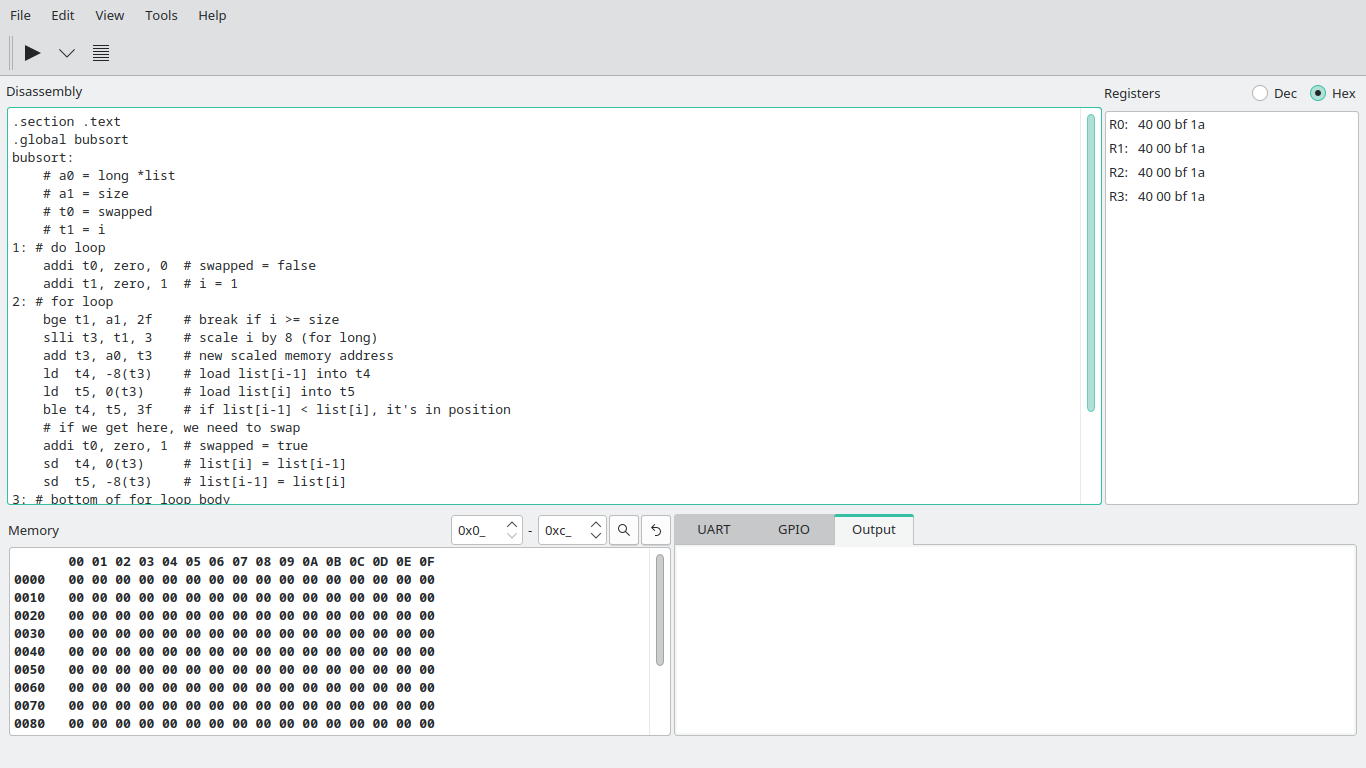 File Edit View Tools Help
Disassembly
.section .text
.global bubsort
bubsort:
    # a0 = long *list
    # a1 = size
    # t0 = swapped
    # t1 = i
1: # do loop
    addi t0, zero, 0  # swapped = false
    addi t1, zero, 1  # i = 1
2: # for loop
    bge t1, a1, 2f    # break if i >= size
    slli t3, t1, 3    # scale i by 8 (for long)
    add t3, a0, t3    # new scaled memory address
    ld  t4, -8(t3)    # load list[i-1] into t4
    ld  t5, 0(t3)     # load list[i] into t5
    ble t4, t5, 3f    # if list[i-1] < list[i], it's in position
    # if we get here, we need to swap
    addi t0, zero, 1  # swapped = true
    sd  t4, 0(t3)     # list[i] = list[i-1]
    sd  t5, -8(t3)    # list[i-1] = list[i]
3: # bottom of for loop body
Registers Dec Hex
R0: 40 00 bf 1a
R1: 40 00 bf 1a
R2: 40 00 bf 1a
R3: 40 00 bf 1a
Memory 0x0_ - 0xc_
00 01 02 03 04 05 06 07 08 09 0A 0B 0C 0D 0E 0F
0000 00 00 00 00 00 00 00 00 00 00 00 00 00 00 00 00
0010 00 00 00 00 00 00 00 00 00 00 00 00 00 00 00 00
0020 00 00 00 00 00 00 00 00 00 00 00 00 00 00 00 00
0030 00 00 00 00 00 00 00 00 00 00 00 00 00 00 00 00
0040 00 00 00 00 00 00 00 00 00 00 00 00 00 00 00 00
0050 00 00 00 00 00 00 00 00 00 00 00 00 00 00 00 00
0060 00 00 00 00 00 00 00 00 00 00 00 00 00 00 00 00
0070 00 00 00 00 00 00 00 00 00 00 00 00 00 00 00 00
0080 00 00 00 00 00 00 00 00 00 00 00 00 00 00 00 00
UART GPIO Output